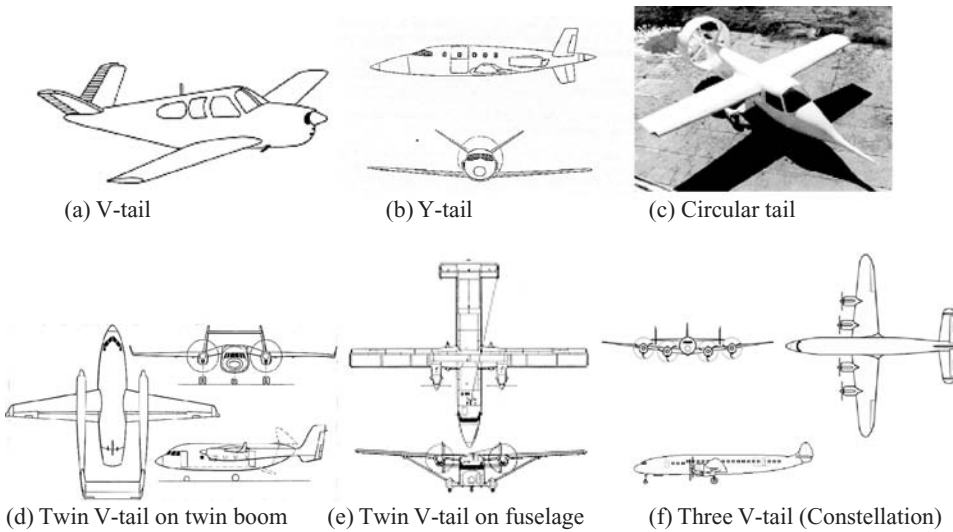 (a) V-tail
(b) Y-tail
(c) Circular tail
(d) Twin V-tail on twin boom
(e) Twin V-tail on fuselage
(f) Three V-tail (Constellation)